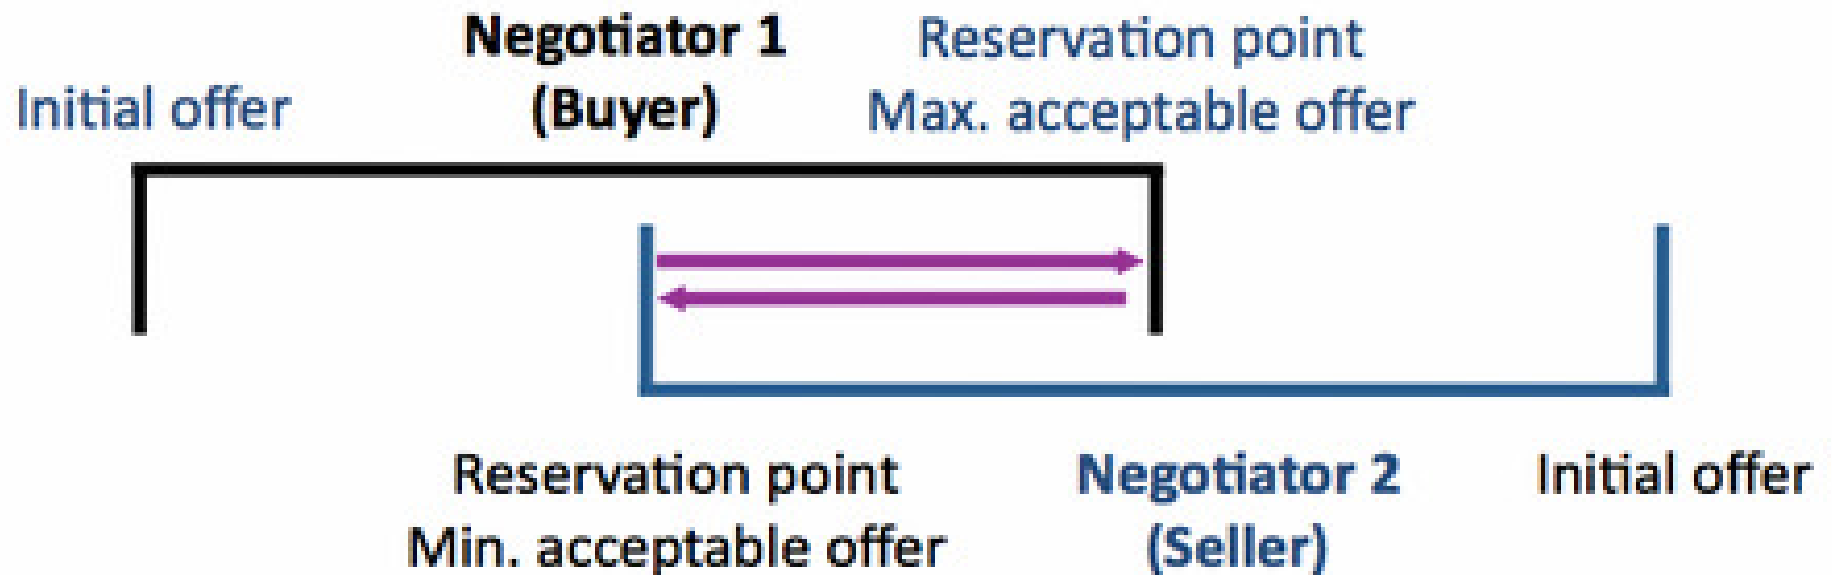 Initial offer
Negotiator 1
(Buyer)
Reservation point
Max. acceptable offer
Reservation point
Min. acceptable offer
Negotiator 2
(Seller)
Initial offer